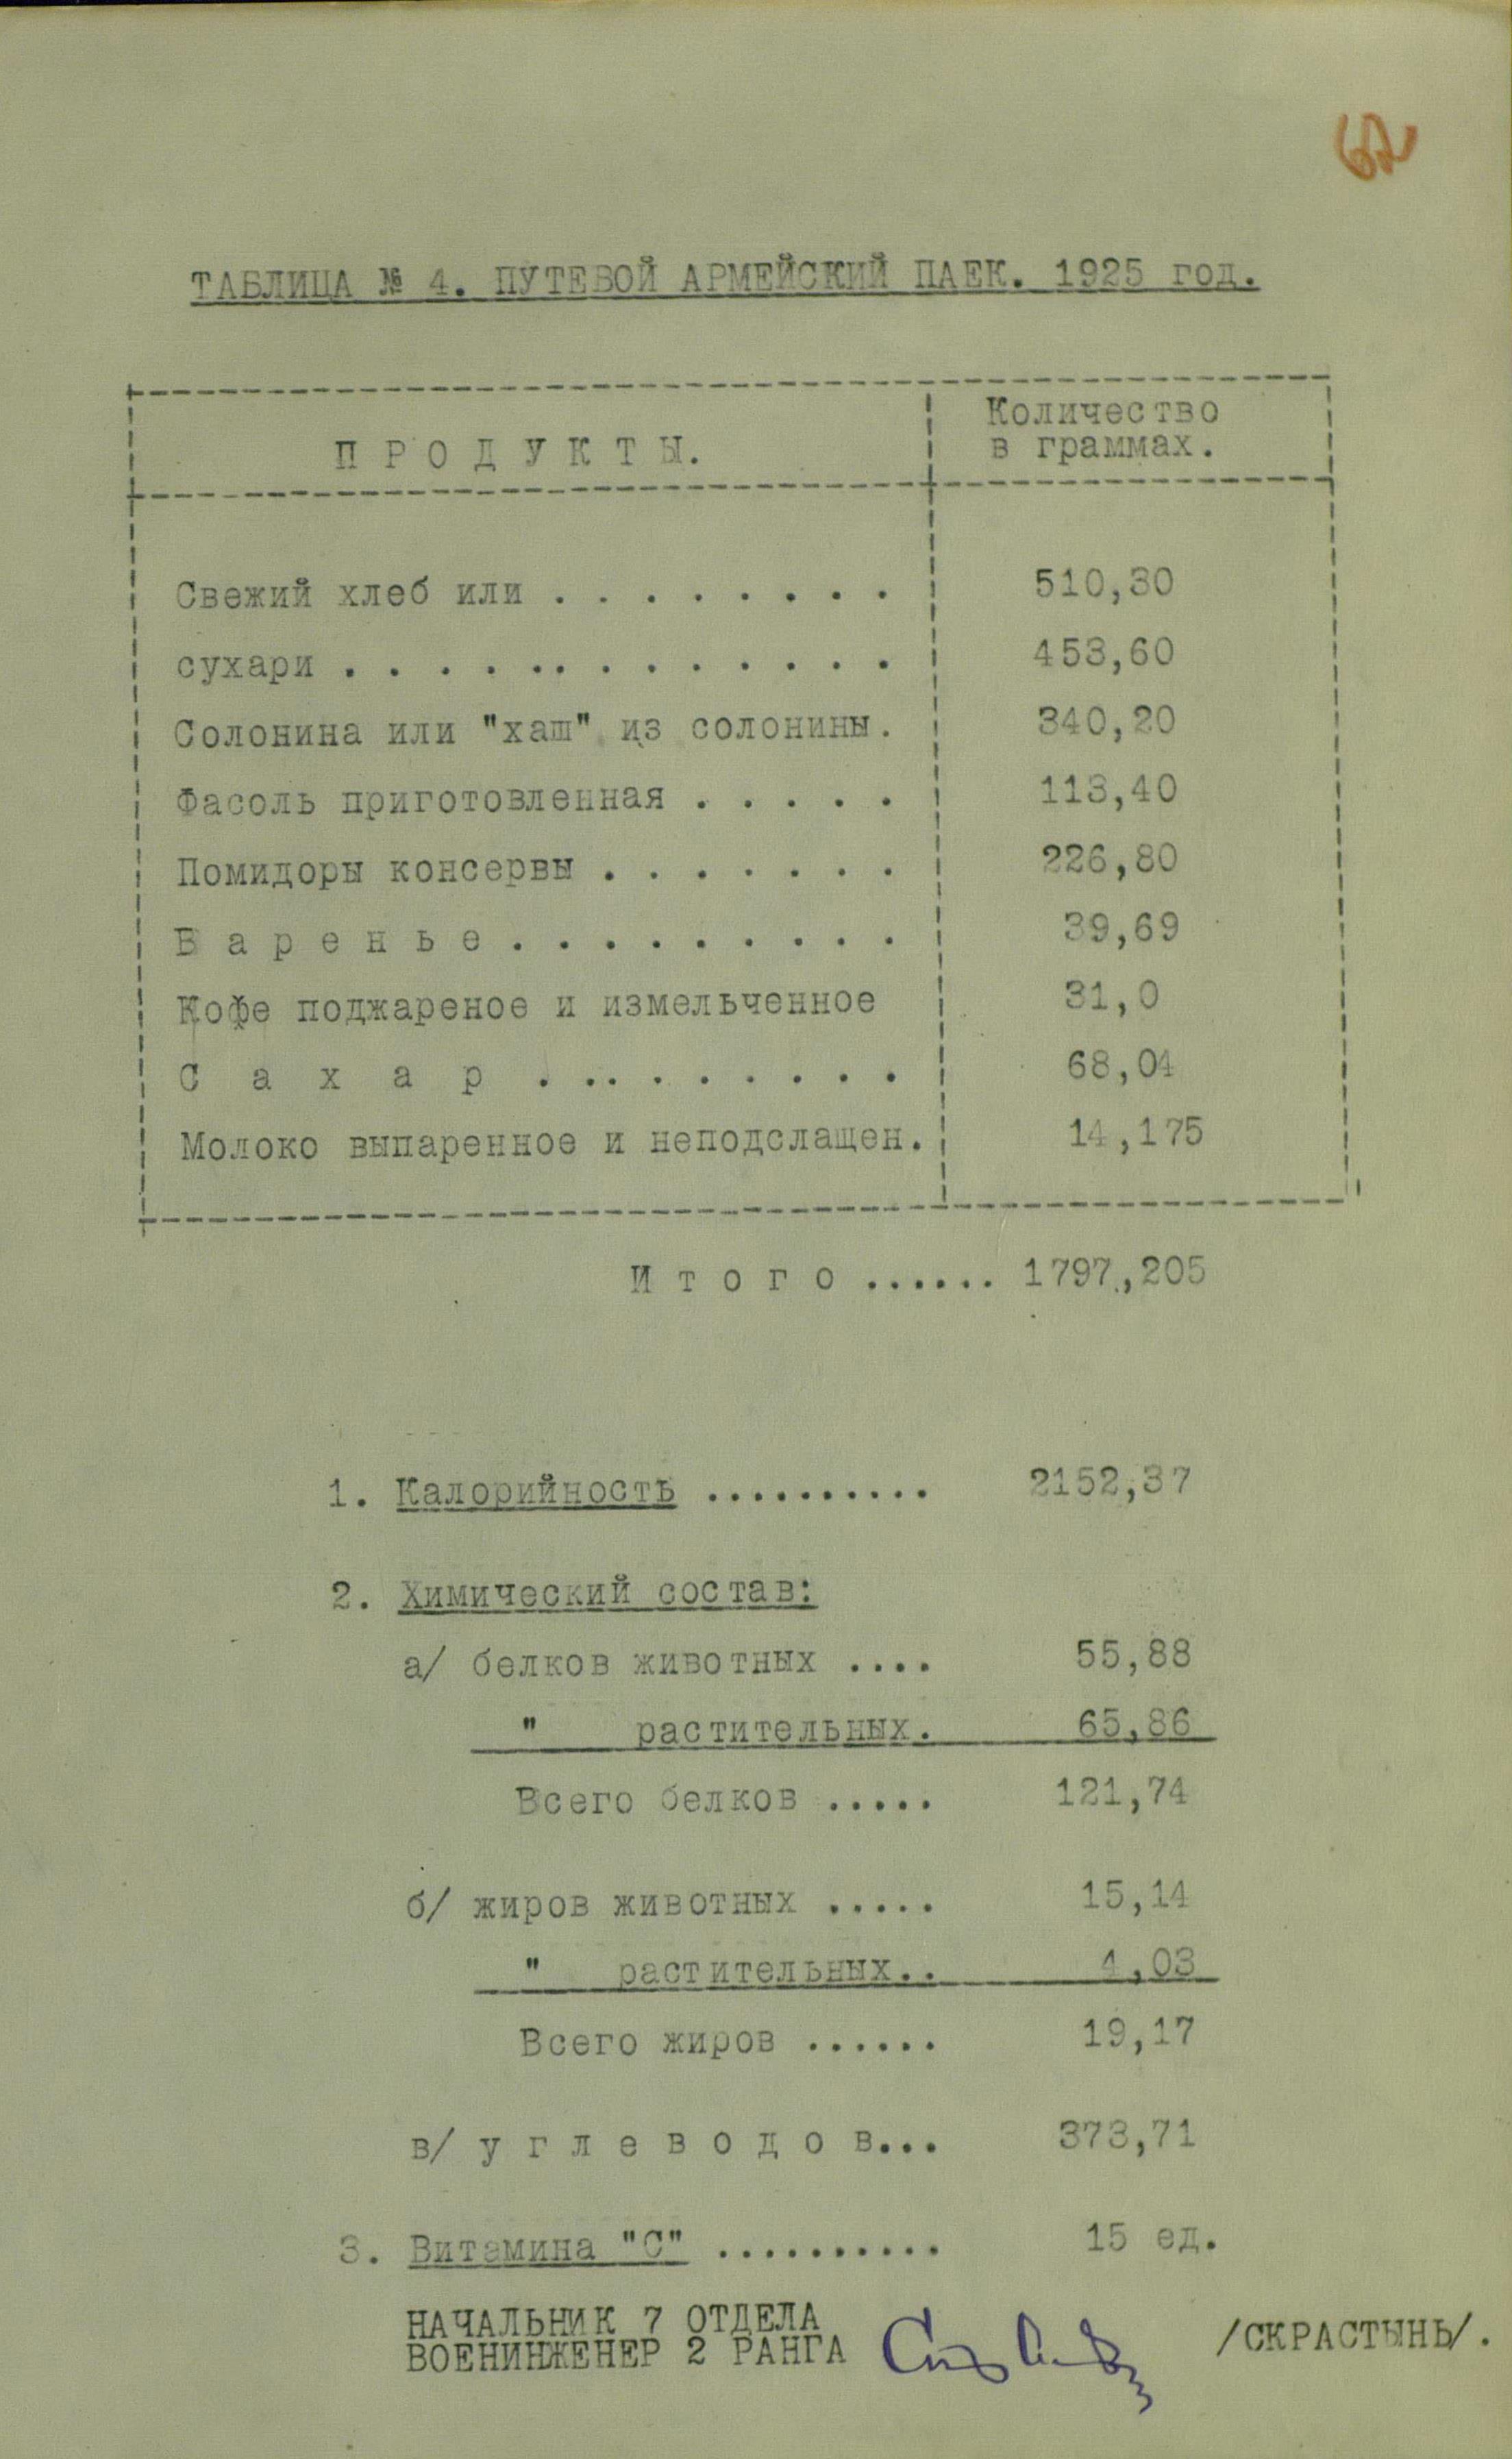 62
ТАБЛИЦА № 4. ПУТЕВОЙ АРМЕЙСКИЙ ПАЕК. 1925 год.
П Р О Д У К Т Ы. Количество в граммах.
Свежий хлеб или . . . . . . . . 510,30
сухари . . . . .. . . . . . . . 453,60
Солонина или "хаш" из солонины. 340,20
Фасоль приготовленная . . . . . 113,40
Помидоры консервы . . . . . . . 226,80
В а р е н ь е . . . . . . . . . 39,69
Кофе поджареное и измельченное 31,0
С а х а р . .. . . . . . . 68,04
Молоко выпаренное и неподслащен. 14,175
И т о г о ...... 1797,205
1. Калорийность .......... 2152,37
2. Химический состав:
а/ белков животных .... 55,88
" растительных. 65,86
Всего белков ..... 121,74
б/ жиров животных ..... 15,14
" растительных.. 4,03
Всего жиров ...... 19,17
в/ у г л е в о д о в... 373,71
3. Витамина "С" .......... 15 ед.
НАЧАЛЬНИК 7 ОТДЕЛА
ВОЕНИНЖЕНЕР 2 РАНГА /СКРАСТЫНЬ/.